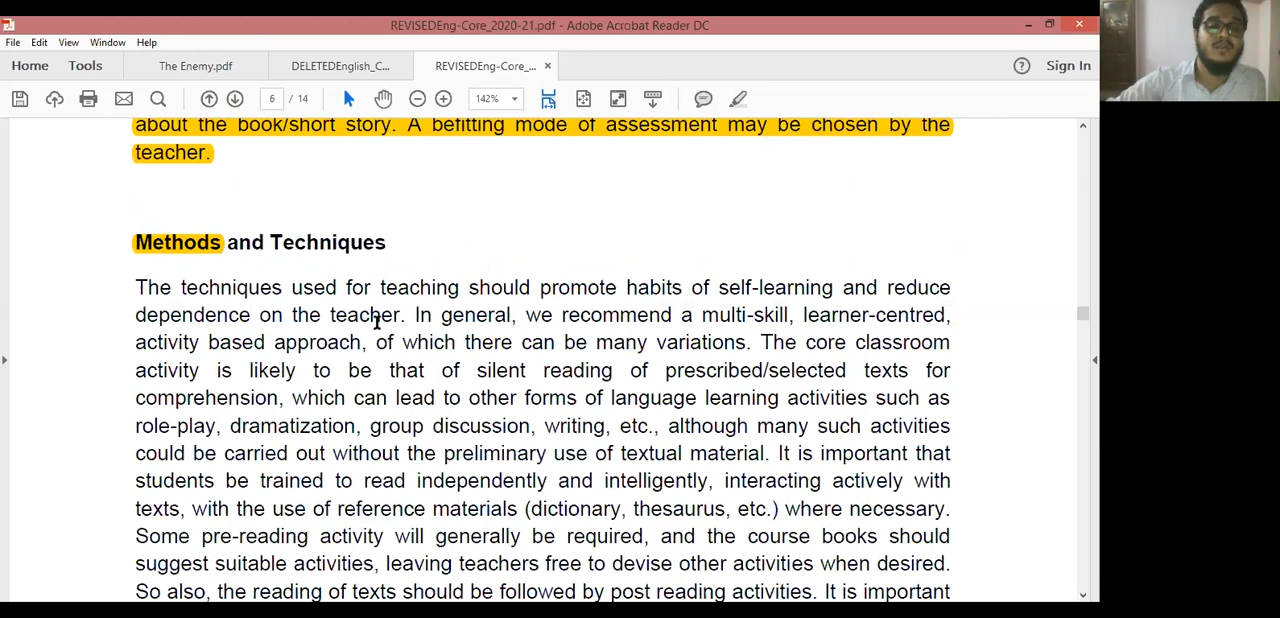 REVISEDEng-Core_2020-21.pdf - Adobe Acrobat Reader DC
File Edit View Window Help
Home Tools The Enemy.pdf DELETEDEnglish_C... REVISEDEng-Core_... × Sign In
6 / 14 142%
about the book/short story. A befitting mode of assessment may be chosen by the
teacher.
Methods and Techniques
The techniques used for teaching should promote habits of self-learning and reduce
dependence on the teacher. In general, we recommend a multi-skill, learner-centred,
activity based approach, of which there can be many variations. The core classroom
activity is likely to be that of silent reading of prescribed/selected texts for
comprehension, which can lead to other forms of language learning activities such as
role-play, dramatization, group discussion, writing, etc., although many such activities
could be carried out without the preliminary use of textual material. It is important that
students be trained to read independently and intelligently, interacting actively with
texts, with the use of reference materials (dictionary, thesaurus, etc.) where necessary.
Some pre-reading activity will generally be required, and the course books should
suggest suitable activities, leaving teachers free to devise other activities when desired.
So also, the reading of texts should be followed by post reading activities. It is important